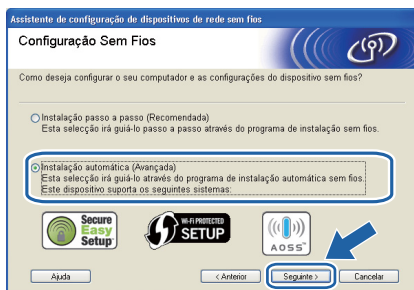 Assistente de configuração de dispositivos de rede sem fios
Configuração Sem Fios
Como deseja configurar o seu computador e as configurações do dispositivo sem fios?
Instalação passo a passo (Recomendada)
Esta selecção irá guiá-lo passo a passo através do programa de instalação sem fios.
Instalação automática (Avançada)
Esta selecção irá guiá-lo através do programa de instalação automática sem fios.
Este dispositivo suporta os seguintes sistemas:
Secure
Easy
Setup
Wi-Fi PROTECTED
SETUP
AOSS™
Ajuda
< Anterior
Seguinte >
Cancelar